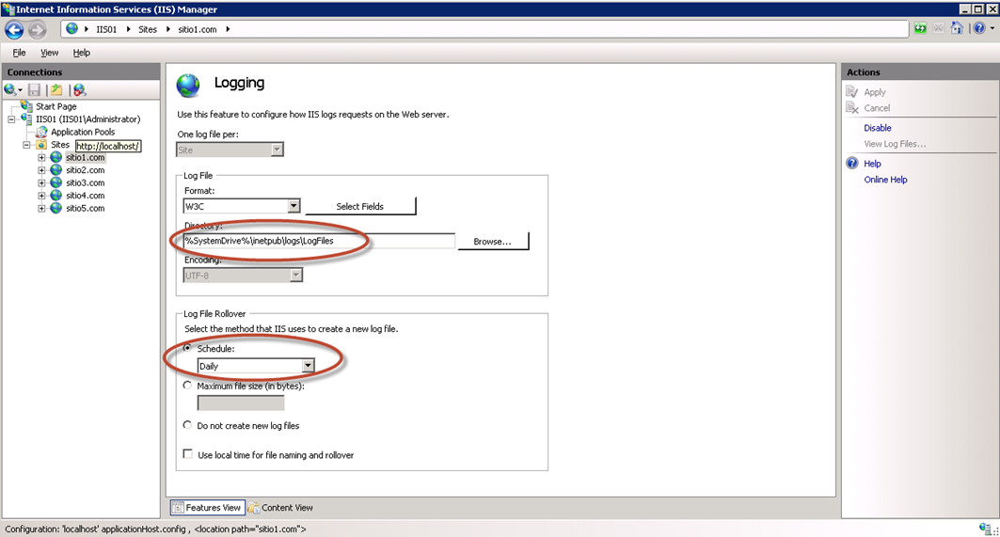 Internet Information Services (IIS) Manager
IIS01 Sites sitio1.com
File View Help
Connections
Start Page
IIS01 (IIS01\Administrator)
Application Pools
Sites
http://localhost/
sitio1.com
sitio2.com
sitio3.com
sitio4.com
sitio5.com
Logging
Use this feature to configure how IIS logs requests on the Web server.
One log file per:
Site
Log File
Format:
W3C
Select Fields
Directory:
%SystemDrive%\inetpub\logs\LogFiles
Browse...
Encoding:
UTF-8
Log File Rollover
Select the method that IIS uses to create a new log file.
Schedule:
Daily
Maximum file size (in bytes):
Do not create new log files
Use local time for file naming and rollover
Features View
Content View
Actions
Apply
Cancel
Disable
View Log Files...
Help
Online Help
Configuration: 'localhost' applicationHost.config , <location path="sitio1.com">